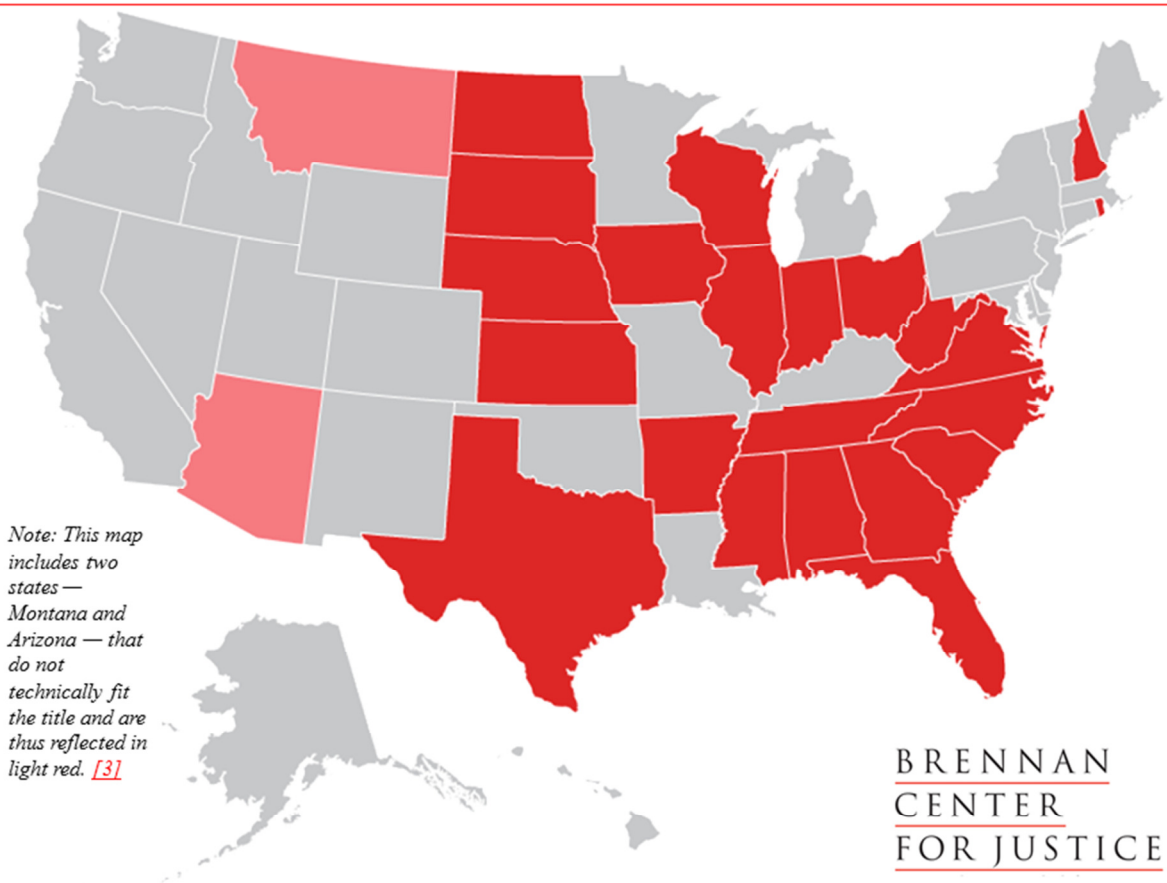 Note: This map
includes two
states —
Montana and
Arizona — that
do not
technically fit
the title and are
thus reflected in
light red. [3]
BRENNAN
CENTER
FOR JUSTICE